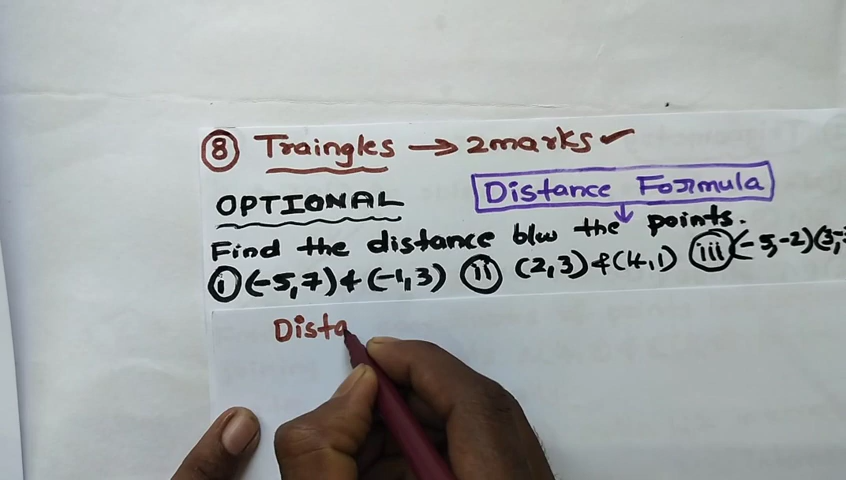 ⑧ Traingles → 2marks ✓
OPTIONAL
Distance Formula
Find the distance b/w the points.
ⓘ (-5,7) & (-1,3) ⓘⓘ (2,3) & (4,1) ⓘⓘⓘ (-5,-2)(3,
Dista